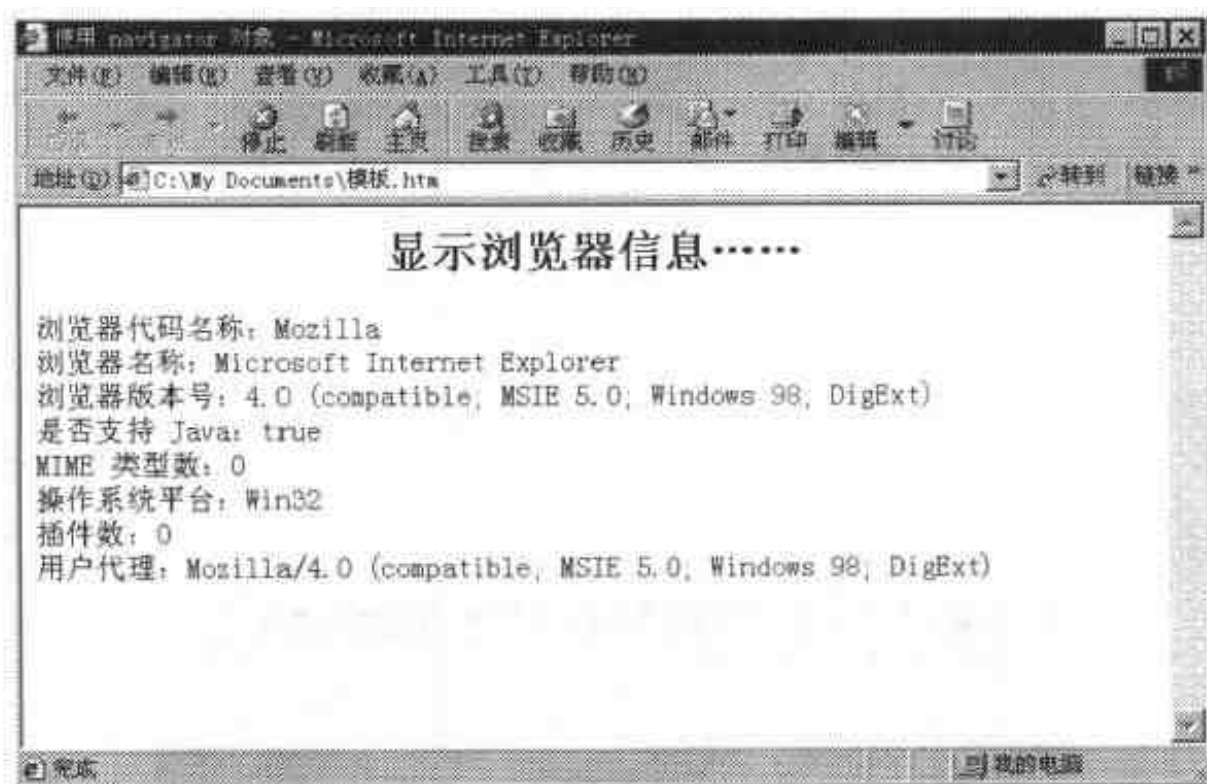 使用 navigator 对象 - Microsoft Internet Explorer
文件(F) 编辑(E) 查看(V) 收藏(A) 工具(T) 帮助(H)
停止 刷新 主页 搜索 收藏 历史 邮件 打印 编辑 讨论
地址(D) C:\My Documents\模板.htm 转到 链接 »
显示浏览器信息……
浏览器代码名称：Mozilla
浏览器名称：Microsoft Internet Explorer
浏览器版本号：4.0 (compatible; MSIE 5.0; Windows 98; DigExt)
是否支持 Java：true
MIME 类型数：0
操作系统平台：Win32
插件数：0
用户代理：Mozilla/4.0 (compatible; MSIE 5.0; Windows 98; DigExt)
完成 我的电脑